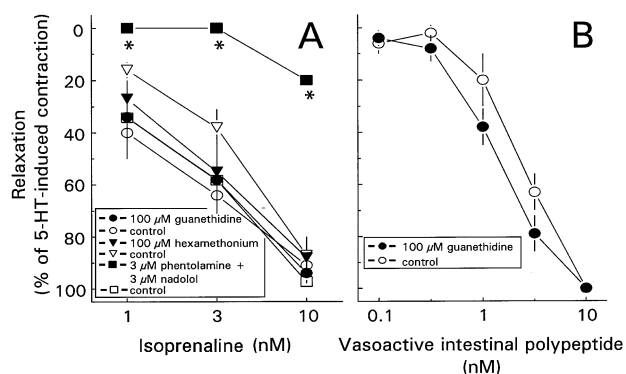 A
B
Relaxation
(% of 5-HT-induced contraction)
0
20
40
60
80
100
*
*
*
100 µM guanethidine
control
100 µM hexamethonium
control
3 µM phentolamine +
3 µM nadolol
control
1
3
10
Isoprenaline (nM)
100 µM guanethidine
control
0.1
1
10
Vasoactive intestinal polypeptide
(nM)